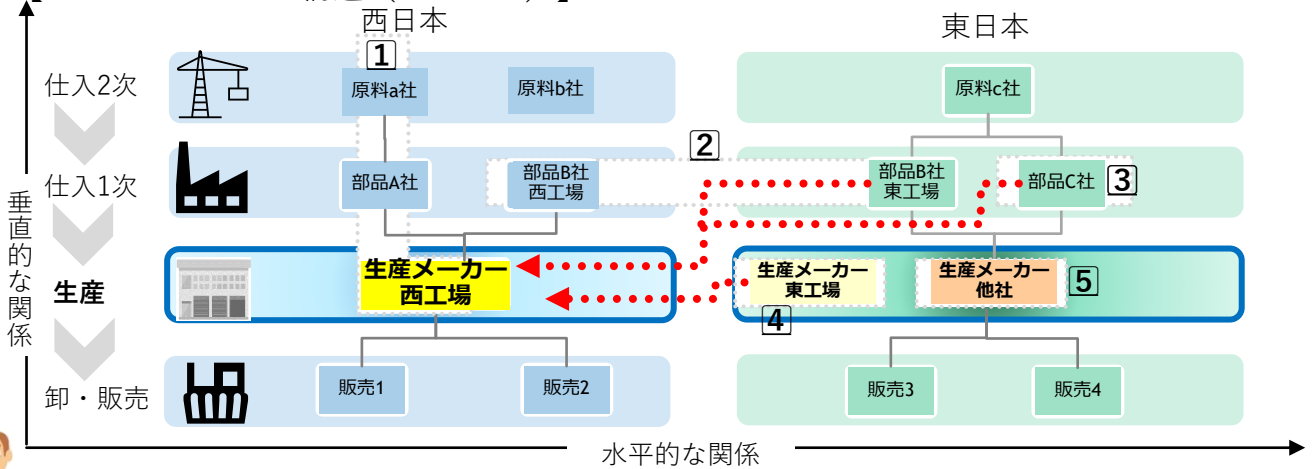 西日本
東日本
1
仕入2次
原料a社
原料b社
原料c社
2
仕入1次
部品A社
部品B社
西工場
部品B社
東工場
部品C社
3
垂直的な関係
生産
生産メーカー
西工場
生産メーカー
東工場
生産メーカー
他社
5
4
卸・販売
販売1
販売2
販売3
販売4
水平的な関係